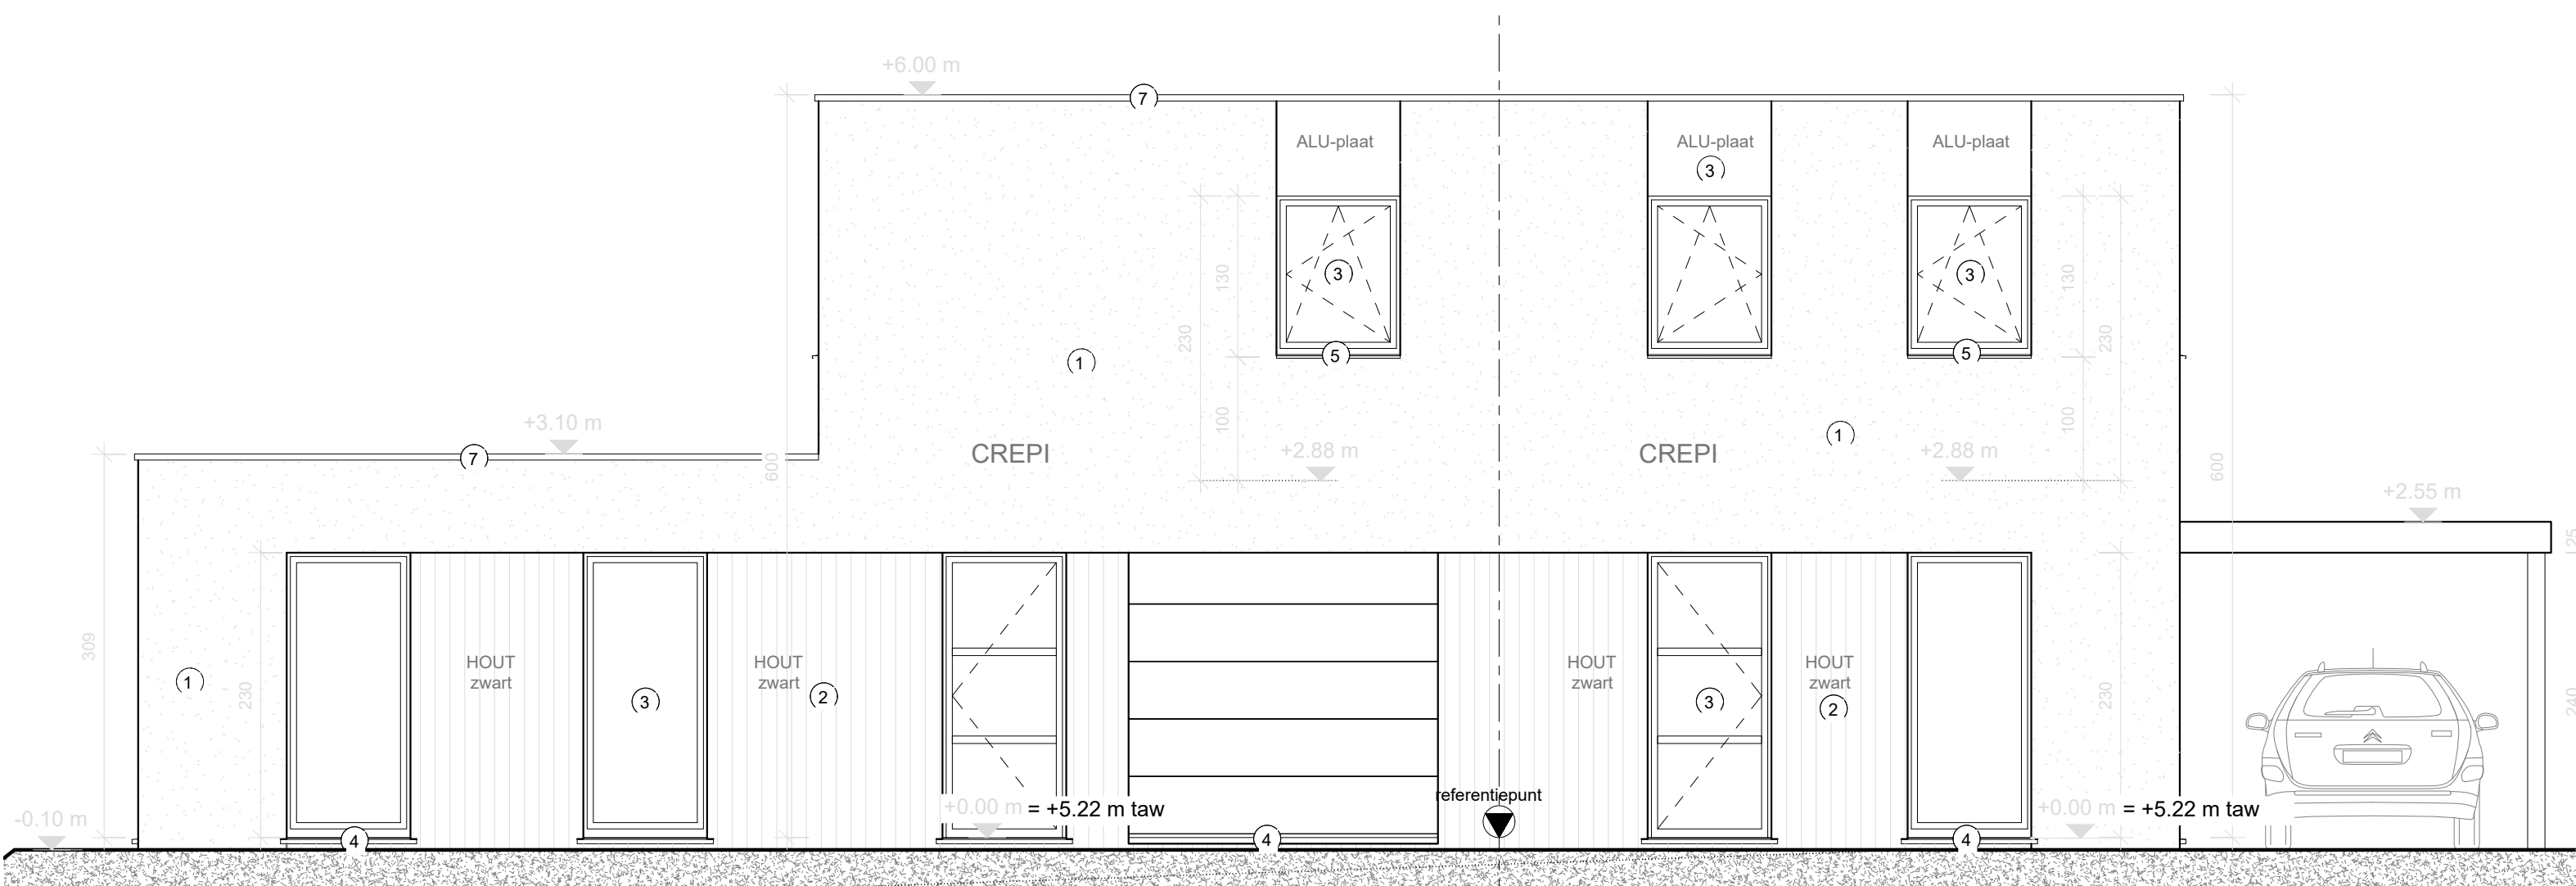 +6.00 m
7
ALU-plaat
ALU-plaat
3
ALU-plaat
130
230
100
3
3
130
230
100
5
5
1
+3.10 m
7
600
CREPI
+2.88 m
CREPI
1
+2.88 m
600
+2.55 m
25
309
1
230
HOUT
zwart
3
HOUT
zwart
2
HOUT
zwart
3
HOUT
zwart
2
230
240
-0.10 m
+0.00 m = +5.22 m taw
referentiepunt
+0.00 m = +5.22 m taw
4
4
4